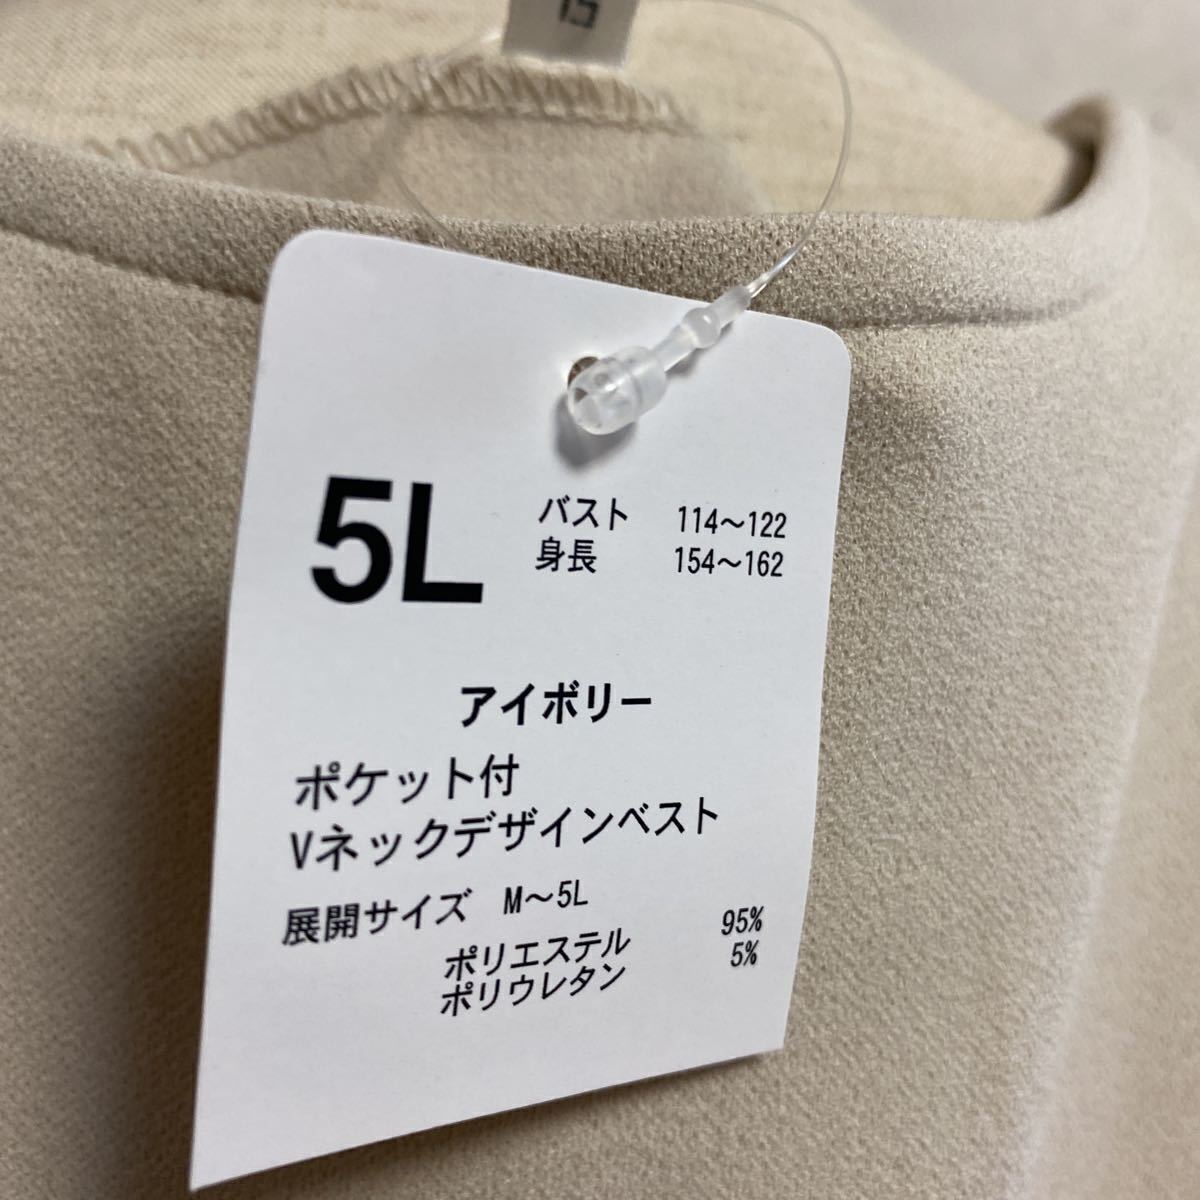 5L
バスト 114～122
身長 154～162
アイボリー
ポケット付
Vネックデザインベスト
展開サイズ M～5L
ポリエステル 95%
ポリウレタン 5%